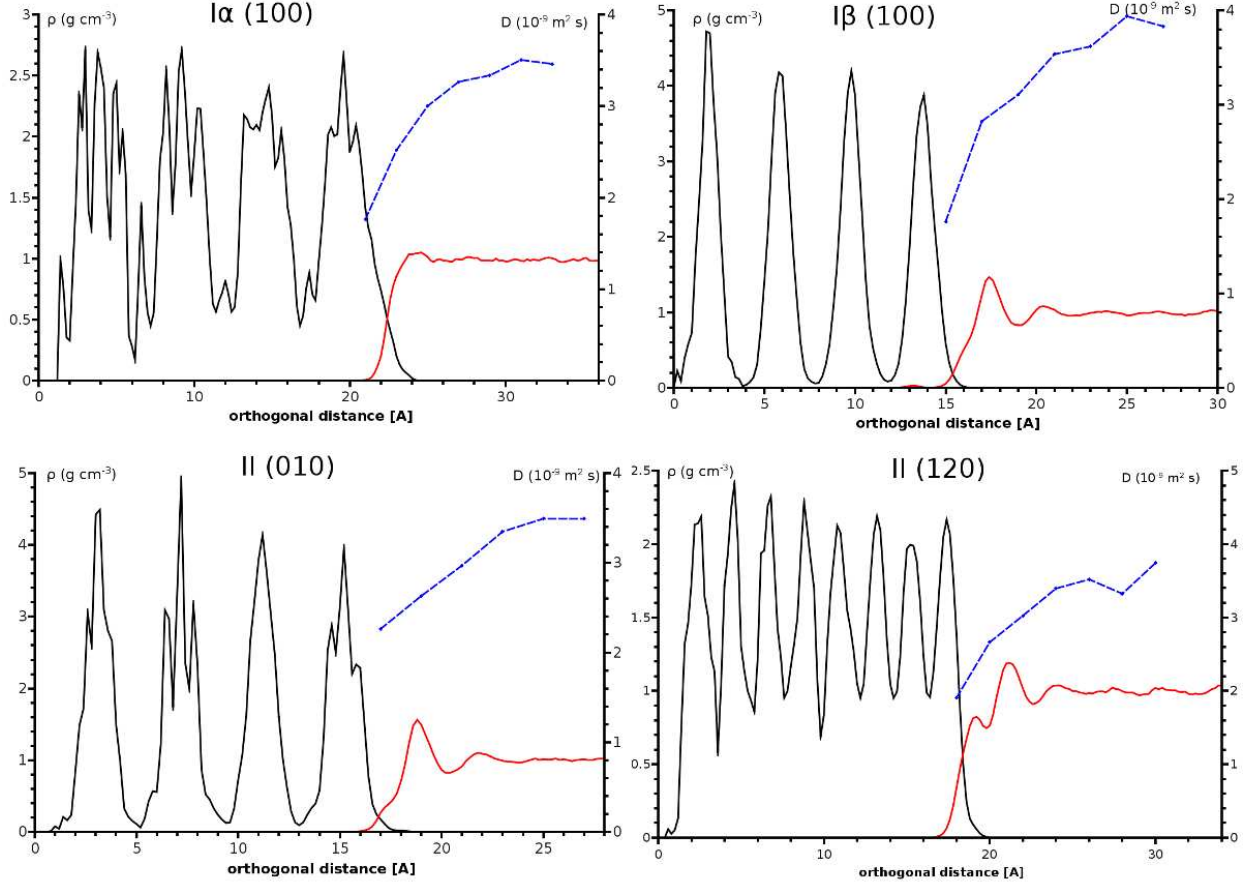 Iα (100)
ρ (g cm⁻³)
D (10⁻⁹ m² s)
3
2.5
2
1.5
1
0.5
0
4
3
2
1
0
0 10 20 30
orthogonal distance [A]
Iβ (100)
ρ (g cm⁻³)
D (10⁻⁹ m² s)
5
4
3
2
1
0
4
3
2
1
0
0 5 10 15 20 25 30
orthogonal distance [A]
II (010)
ρ (g cm⁻³)
D (10⁻⁹ m² s)
5
4
3
2
1
0
4
3
2
1
0
0 5 10 15 20 25
orthogonal distance [A]
II (120)
ρ (g cm⁻³)
D (10⁻⁹ m² s)
2.5
2
1.5
1
0.5
0
5
4
3
2
1
0
0 10 20 30
orthogonal distance [A]